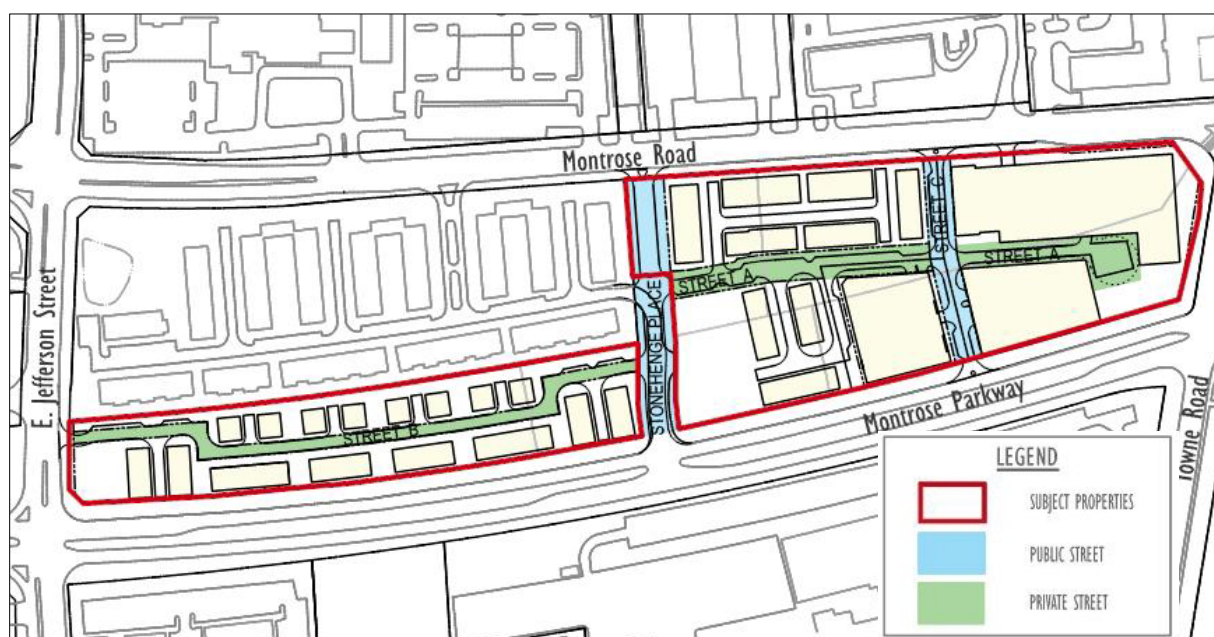 Montrose Road
STREET C
STREET A
STREET A
STONEHENGE PLACE
E. Jefferson Street
STREET B
Montrose Parkway
Towne Road
LEGEND
SUBJECT PROPERTIES
PUBLIC STREET
PRIVATE STREET